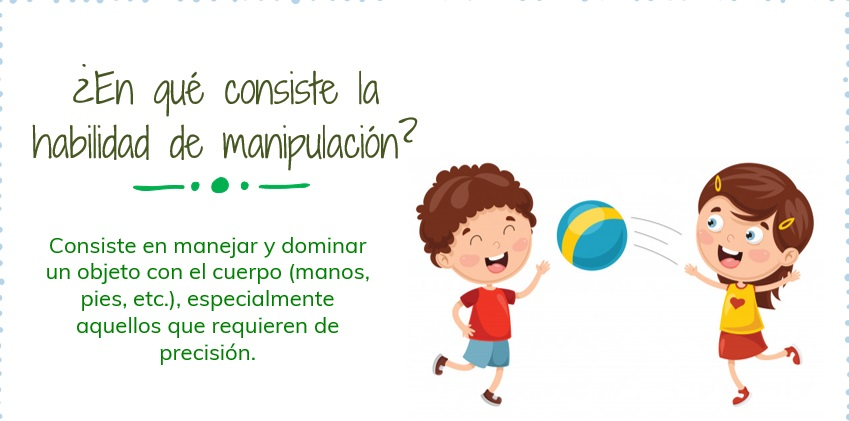 ¿En qué consiste la
habilidad de manipulación?
Consiste en manejar y dominar
un objeto con el cuerpo (manos,
pies, etc.), especialmente
aquellos que requieren de
precisión.